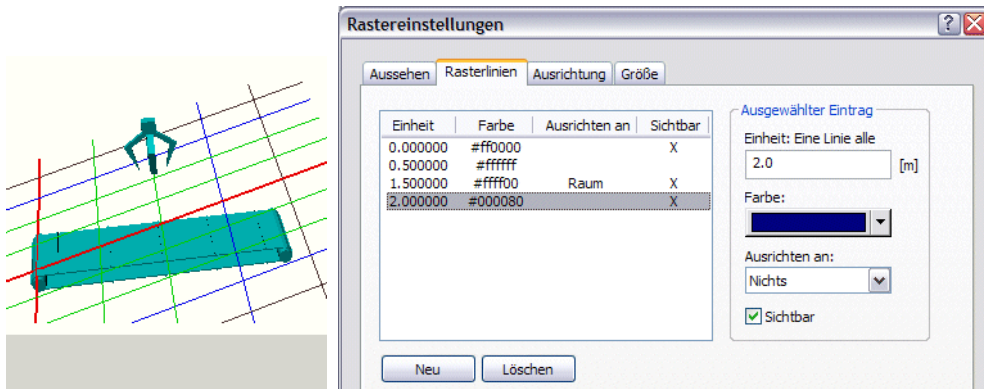 Rastereinstellungen
Aussehen Rasterlinien Ausrichtung Größe
Einheit Farbe Ausrichten an Sichtbar
0.000000 #ff0000 X
0.500000 #ffffff
1.500000 #ffff00 Raum X
2.000000 #000080 X
Neu Löschen
Ausgewählter Eintrag
Einheit: Eine Linie alle
2.0 [m]
Farbe:
Ausrichten an:
Nichts
Sichtbar